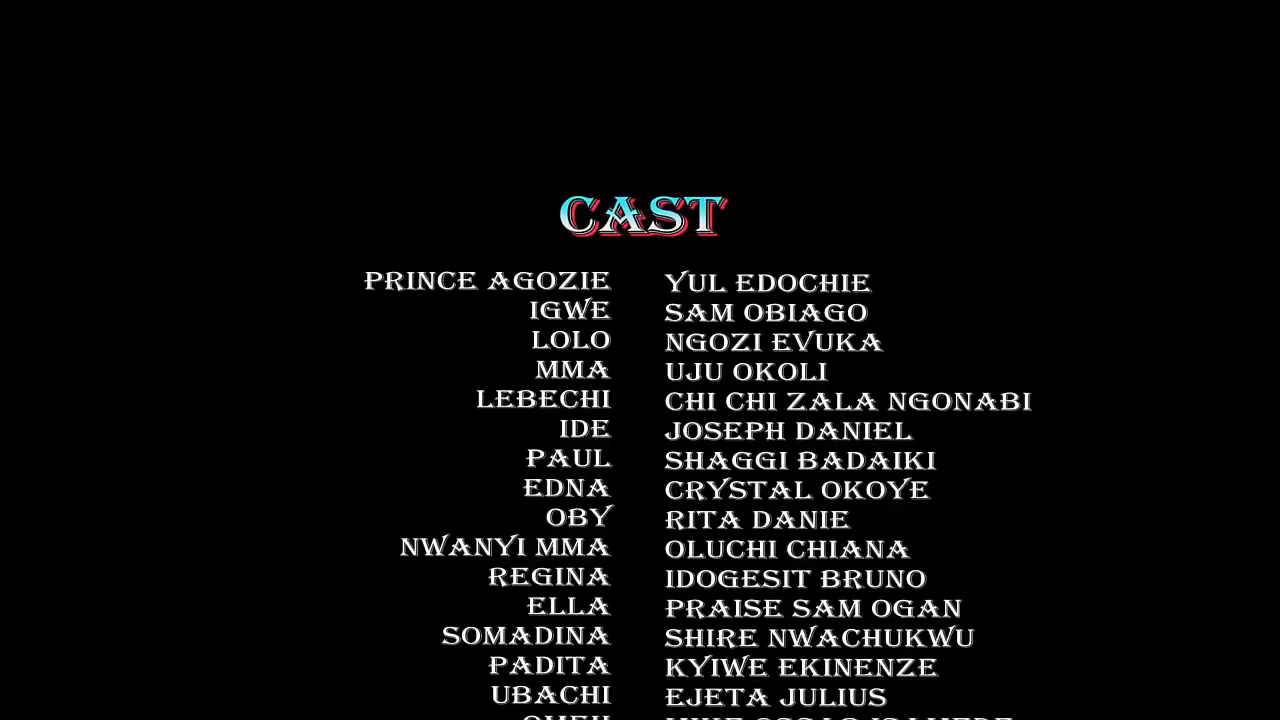 CAST
PRINCE AGOZIE YUL EDOCHIE
IGWE SAM OBIAGO
LOLO NGOZI EVUKA
MMA UJU OKOLI
LEBECHI CHI CHI ZALA NGONABI
IDE JOSEPH DANIEL
PAUL SHAGGI BADAIKI
EDNA CRYSTAL OKOYE
OBY RITA DANIE
NWANYI MMA OLUCHI CHIANA
REGINA IDOGESIT BRUNO
ELLA PRAISE SAM OGAN
SOMADINA SHIRE NWACHUKWU
PADITA KYIWE EKINENZE
UBACHI EJETA JULIUS